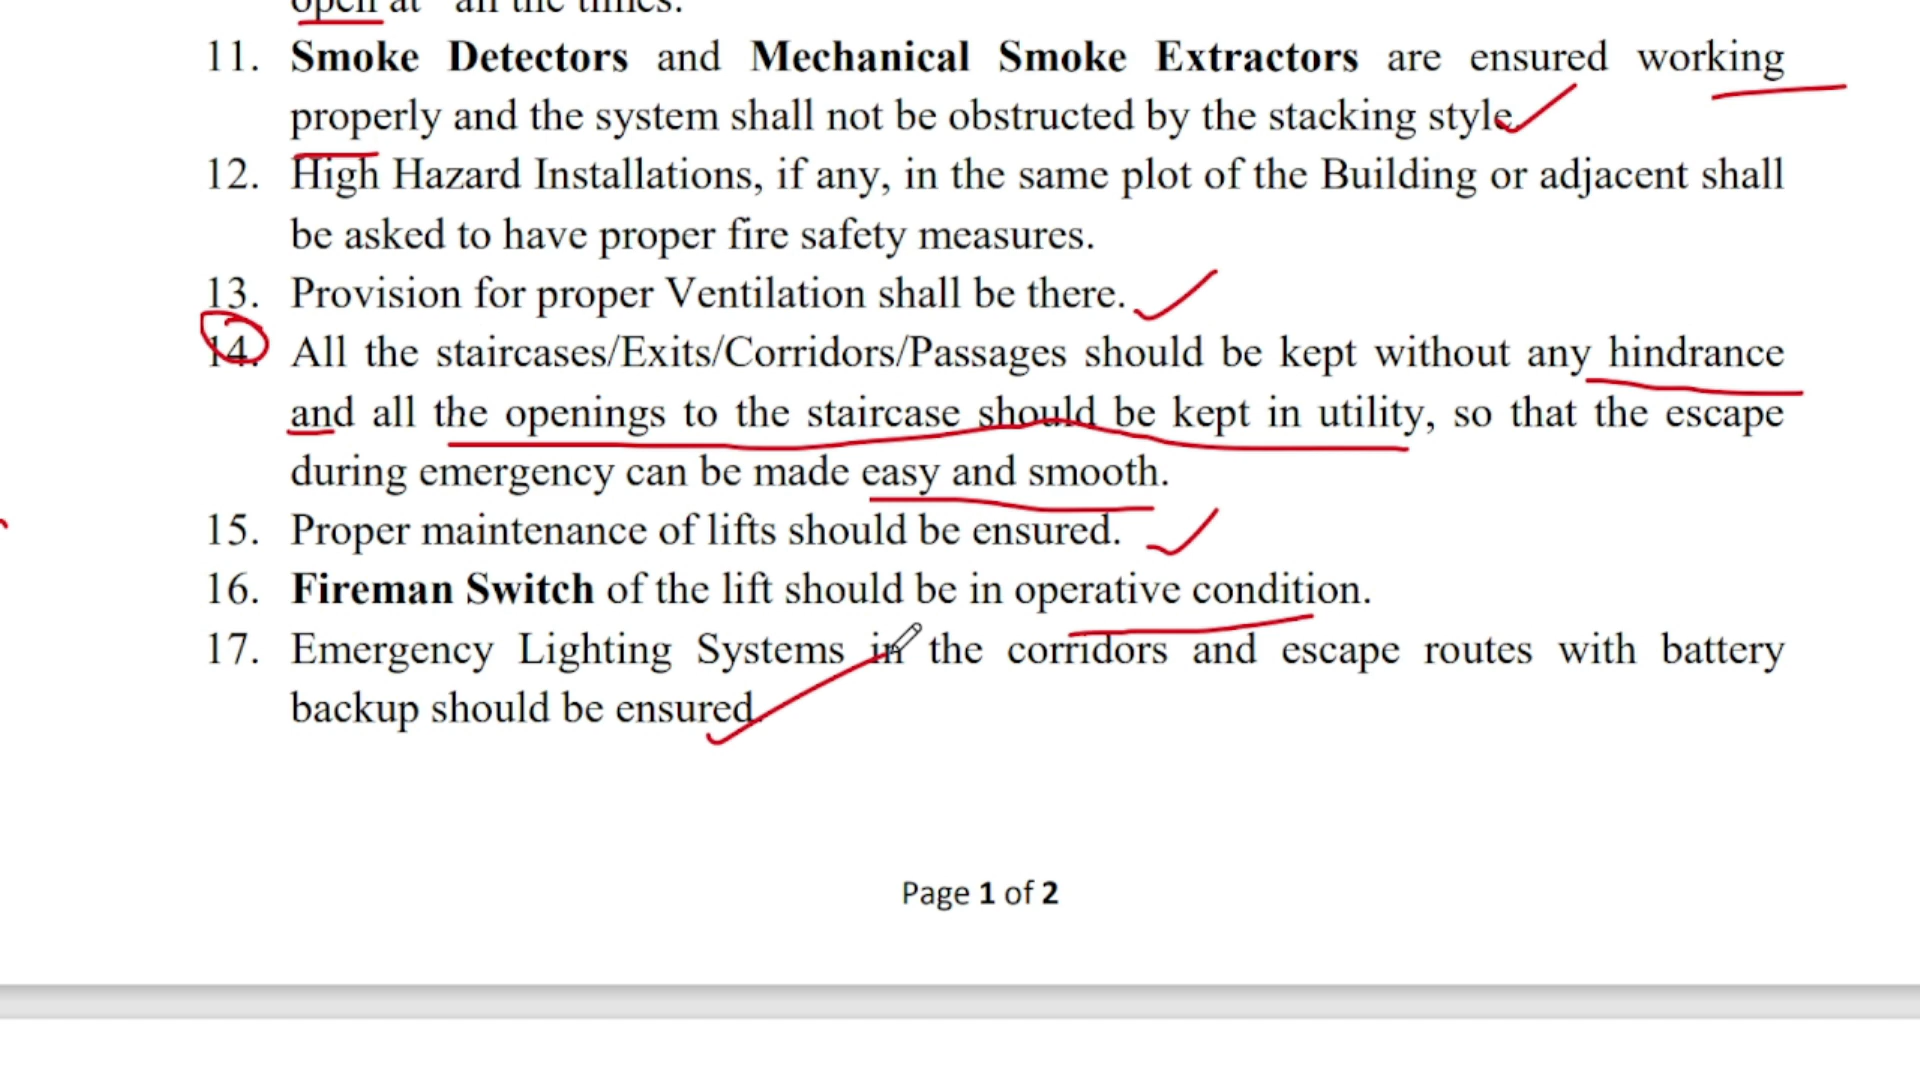 open at all the times.
11. Smoke Detectors and Mechanical Smoke Extractors are ensured working
properly and the system shall not be obstructed by the stacking style.
12. High Hazard Installations, if any, in the same plot of the Building or adjacent shall
be asked to have proper fire safety measures.
13. Provision for proper Ventilation shall be there.
14. All the staircases/Exits/Corridors/Passages should be kept without any hindrance
and all the openings to the staircase should be kept in utility, so that the escape
during emergency can be made easy and smooth.
15. Proper maintenance of lifts should be ensured.
16. Fireman Switch of the lift should be in operative condition.
17. Emergency Lighting Systems in the corridors and escape routes with battery
backup should be ensured.
Page 1 of 2